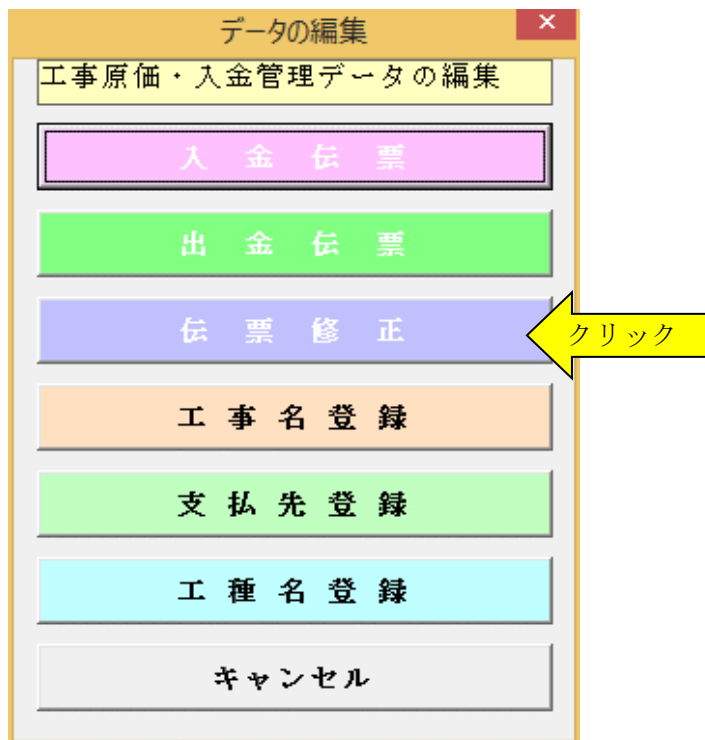 データの編集
×
工事原価・入金管理データの編集
入 金 伝 票
出 金 伝 票
伝 票 修 正
クリック
工 事 名 登 録
支 払 先 登 録
工 種 名 登 録
キャンセル